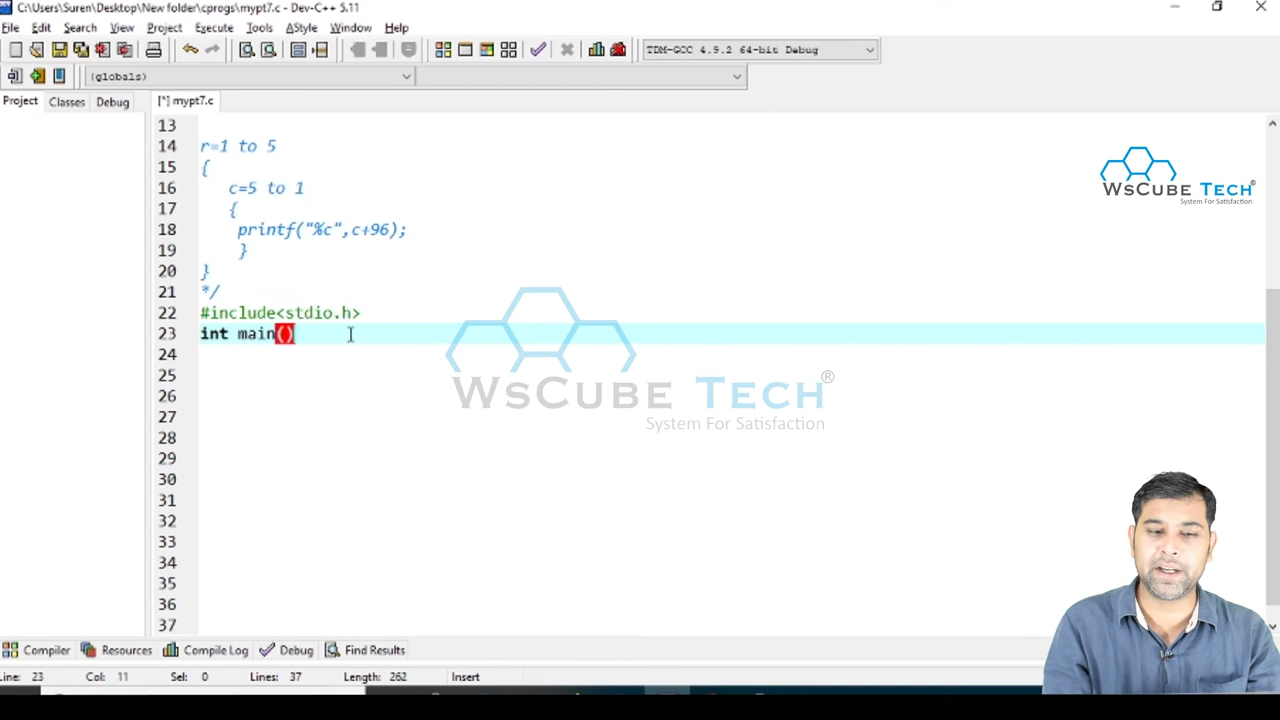 C:\Users\Suren\Desktop\New folder\cprogs\mypt7.c - Dev-C++ 5.11
File Edit Search View Project Execute Tools AStyle Window Help
TDM-GCC 4.9.2 64-bit Debug
(globals)
Project Classes Debug [*] mypt7.c
13
14 r=1 to 5
15 {
16 c=5 to 1
17 {
18 printf("%c",c+96);
19 }
20 }
21 */
22 #include<stdio.h>
23 int main()
24
25
26
27
28
29
30
31
32
33
34
35
36
37
WSCUBE TECH®
System For Satisfaction
WSCUBE TECH®
System For Satisfaction
Compiler Resources Compile Log Debug Find Results
Line: 23 Col: 11 Sel: 0 Lines: 37 Length: 262 Insert